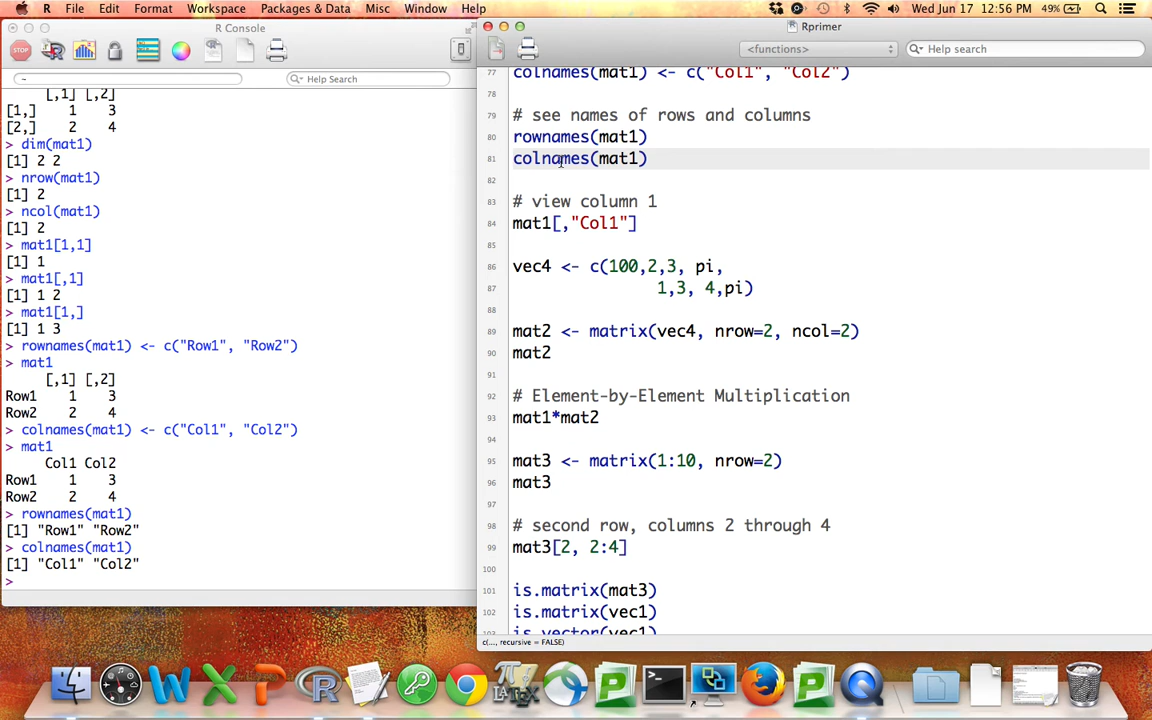 R File Edit Format Workspace Packages & Data Misc Window Help Wed Jun 17 12:56 PM 49%
R Console
STOP
~
Help Search
[,1] [,2]
[1,] 1 3
[2,] 2 4
> dim(mat1)
[1] 2 2
> nrow(mat1)
[1] 2
> ncol(mat1)
[1] 2
> mat1[1,1]
[1] 1
> mat1[,1]
[1] 1 2
> mat1[1,]
[1] 1 3
> rownames(mat1) <- c("Row1", "Row2")
> mat1
[,1] [,2]
Row1 1 3
Row2 2 4
> colnames(mat1) <- c("Col1", "Col2")
> mat1
Col1 Col2
Row1 1 3
Row2 2 4
> rownames(mat1)
[1] "Row1" "Row2"
> colnames(mat1)
[1] "Col1" "Col2"
>
Rprimer
<functions>
Help search
77 colnames(mat1) <- c("Col1", "Col2")
78
79 # see names of rows and columns
80 rownames(mat1)
81 colnames(mat1)
82
83 # view column 1
84 mat1[,"Col1"]
85
86 vec4 <- c(100,2,3, pi,
87 1,3, 4,pi)
88
89 mat2 <- matrix(vec4, nrow=2, ncol=2)
90 mat2
91
92 # Element-by-Element Multiplication
93 mat1*mat2
94
95 mat3 <- matrix(1:10, nrow=2)
96 mat3
97
98 # second row, columns 2 through 4
99 mat3[2, 2:4]
100
101 is.matrix(mat3)
102 is.matrix(vec1)
103 is.vector(vec1)
c(..., recursive = FALSE)